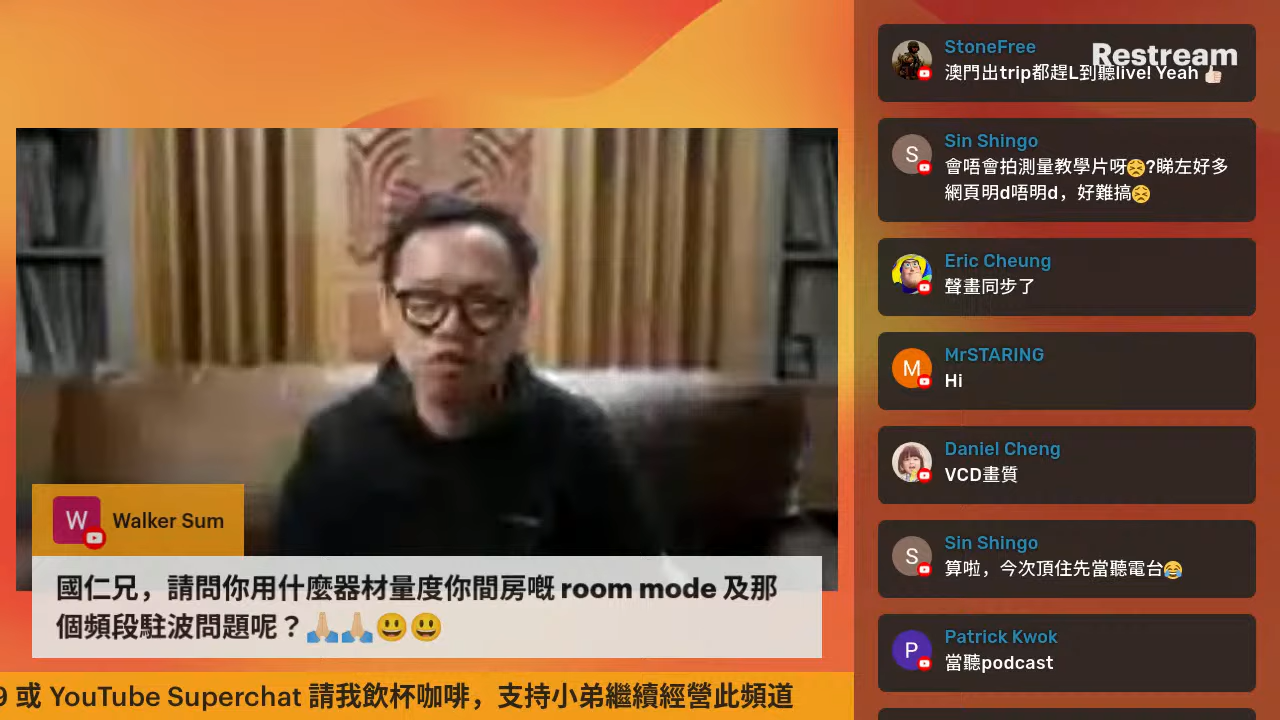 Walker Sum
W
國仁兄，請問你用什麼器材量度你間房嘅 room mode 及那
個頻段駐波問題呢？🙏🏼🙏🏼😃😃
9 或 YouTube Superchat 請我飲杯咖啡，支持小弟繼續經營此頻道
Restream
StoneFree
澳門出trip都趕L到聽live! Yeah 👍🏻
S
Sin Shingo
會唔會拍測量教學片呀😣?睇左好多
網頁明d唔明d，好難搞😣
Eric Cheung
聲畫同步了
M
MrSTARING
Hi
Daniel Cheng
VCD畫質
S
Sin Shingo
算啦，今次頂住先當聽電台😂
P
Patrick Kwok
當聽podcast